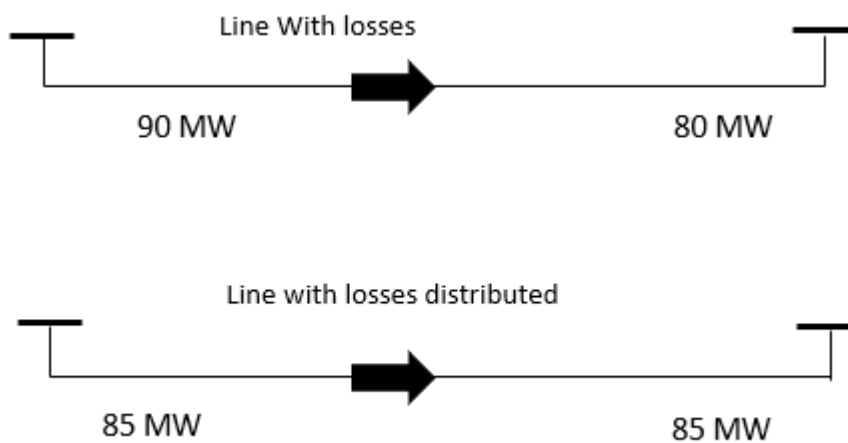 Line With losses
90 MW
80 MW
Line with losses distributed
85 MW
85 MW